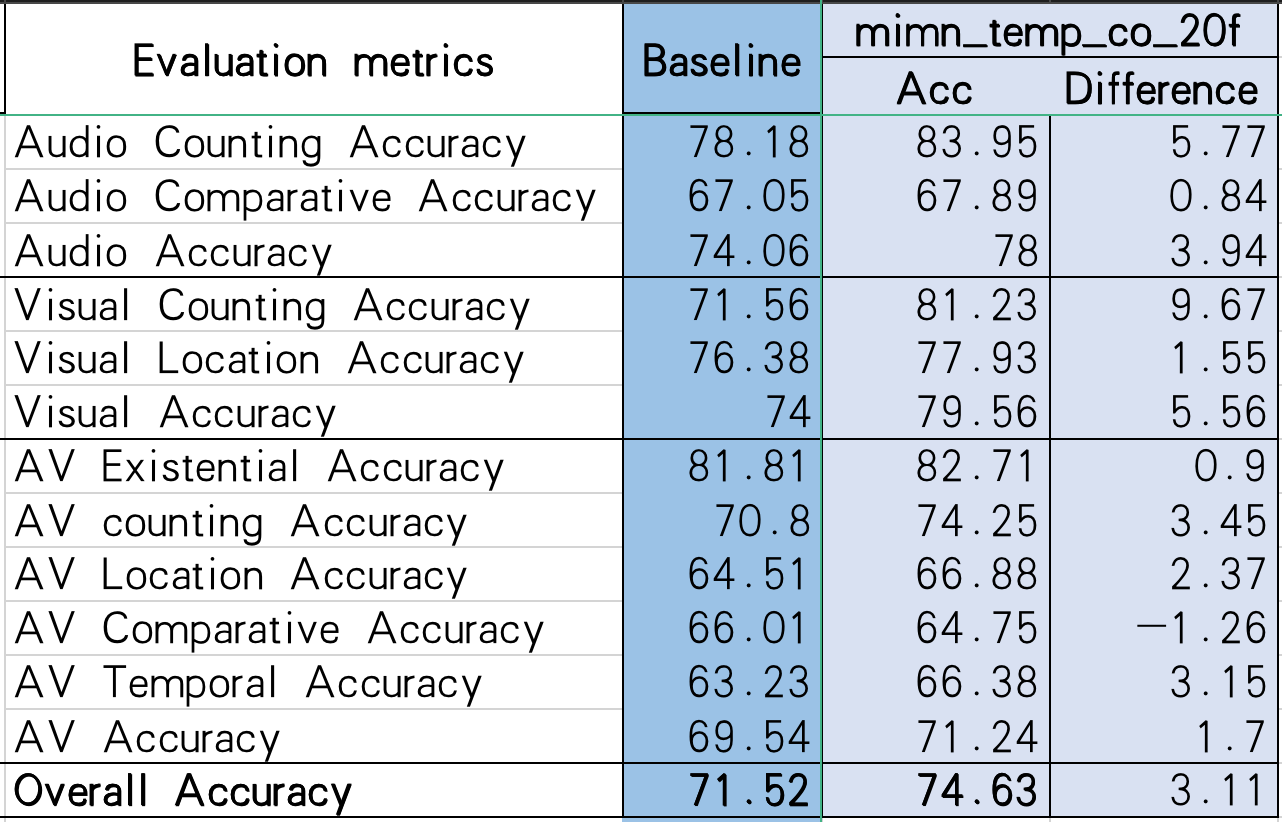 Evaluation metrics Baseline mimn_temp_co_20f
Acc Difference
Audio Counting Accuracy 78.18 83.95 5.77
Audio Comparative Accuracy 67.05 67.89 0.84
Audio Accuracy 74.06 78 3.94
Visual Counting Accuracy 71.56 81.23 9.67
Visual Location Accuracy 76.38 77.93 1.55
Visual Accuracy 74 79.56 5.56
AV Existential Accuracy 81.81 82.71 0.9
AV counting Accuracy 70.8 74.25 3.45
AV Location Accuracy 64.51 66.88 2.37
AV Comparative Accuracy 66.01 64.75 −1.26
AV Temporal Accuracy 63.23 66.38 3.15
AV Accuracy 69.54 71.24 1.7
Overall Accuracy 71.52 74.63 3.11